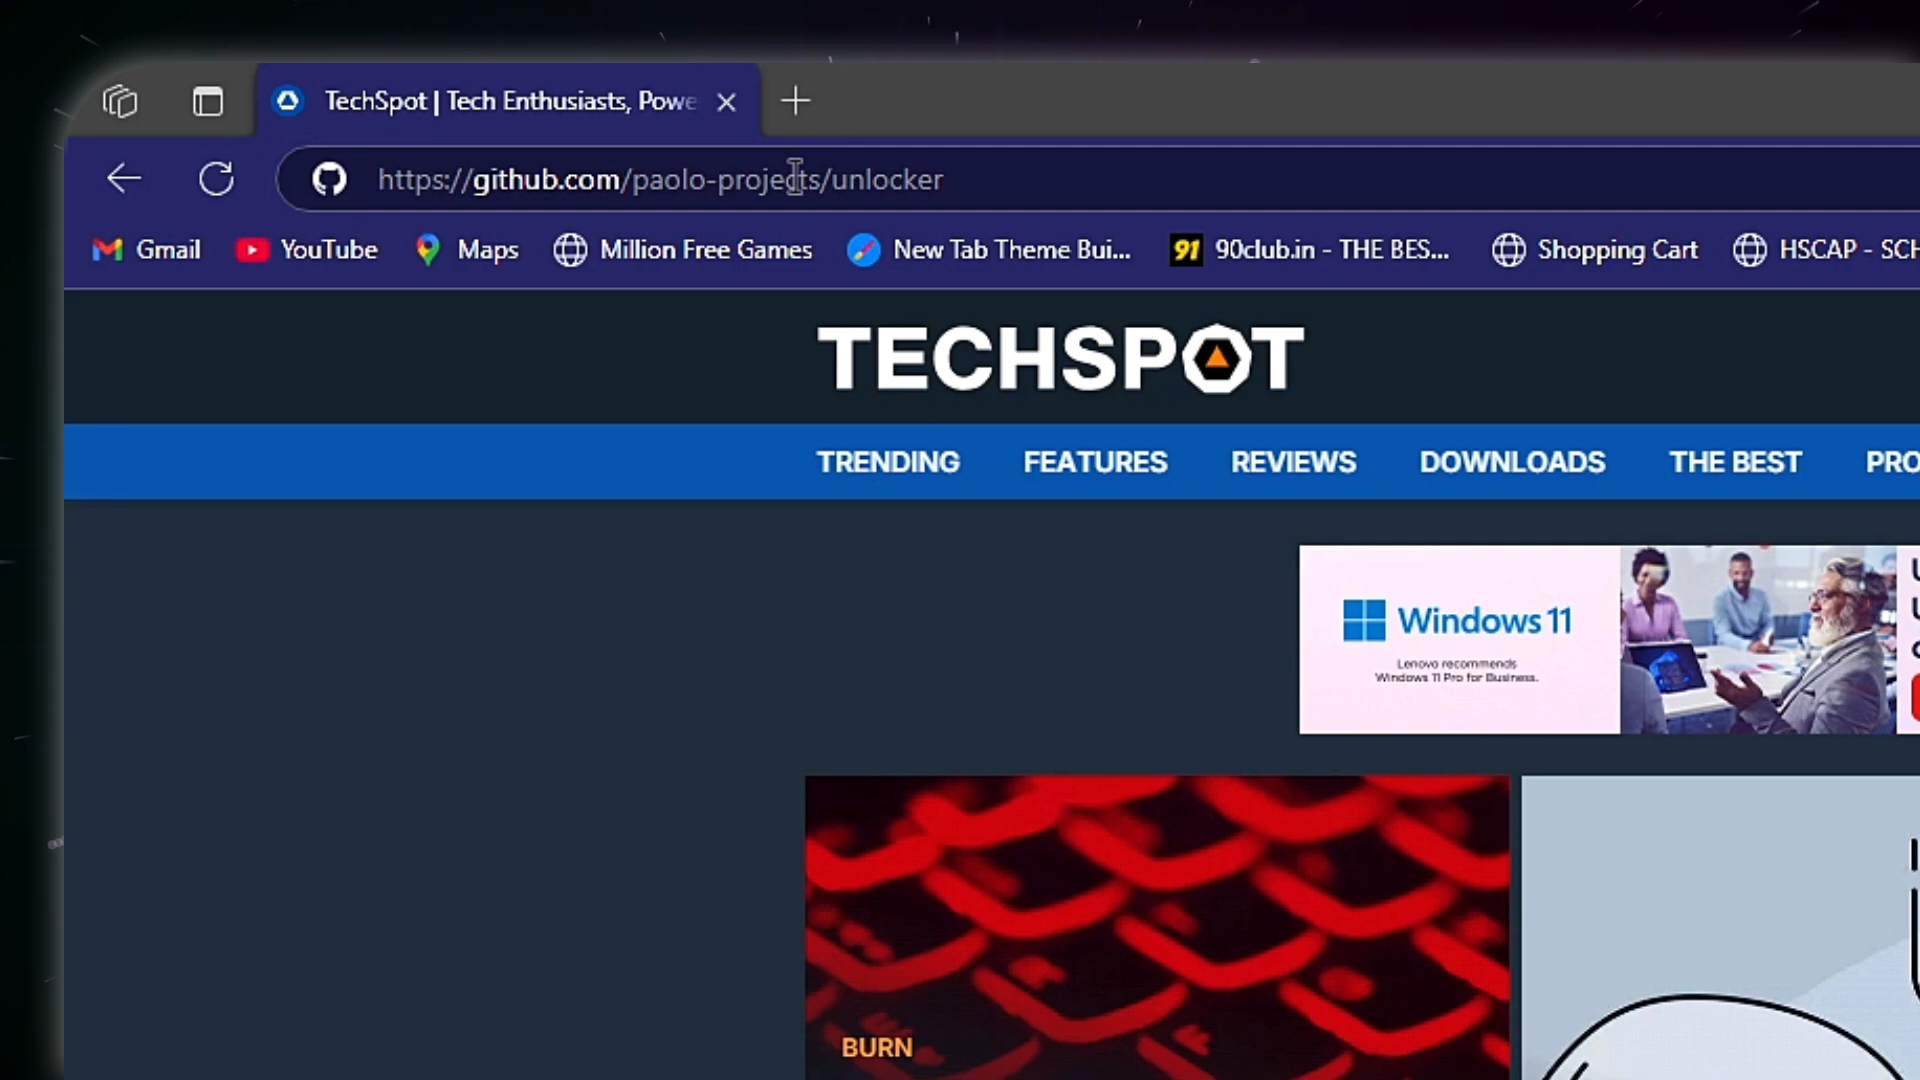 TechSpot | Tech Enthusiasts, Powe
https://github.com/paolo-projects/unlocker
Gmail YouTube Maps Million Free Games New Tab Theme Bui... 91 90club.in - THE BES... Shopping Cart HSCAP - SCH
TECHSPOT
TRENDING FEATURES REVIEWS DOWNLOADS THE BEST PRO
Windows 11
Lenovo recommends
Windows 11 Pro for Business.
BURN